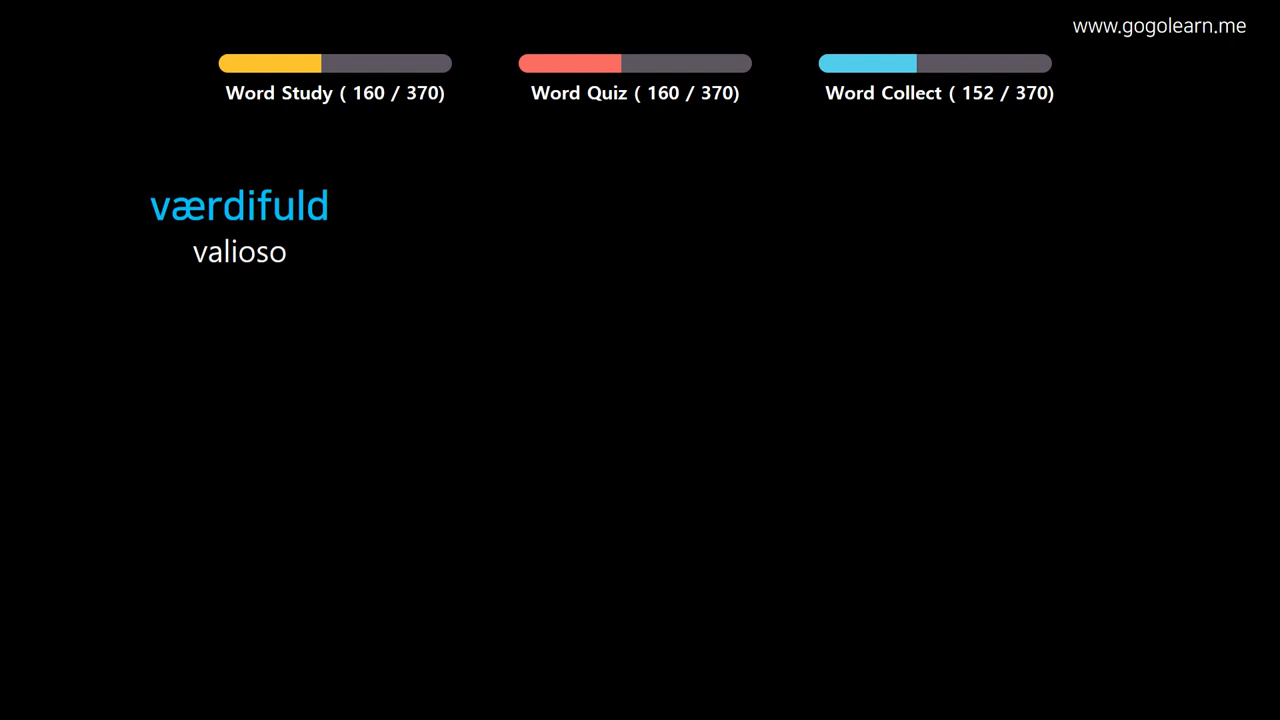 www.gogolearn.me
Word Study ( 160 / 370)
Word Quiz ( 160 / 370)
Word Collect ( 152 / 370)
værdifuld
valioso